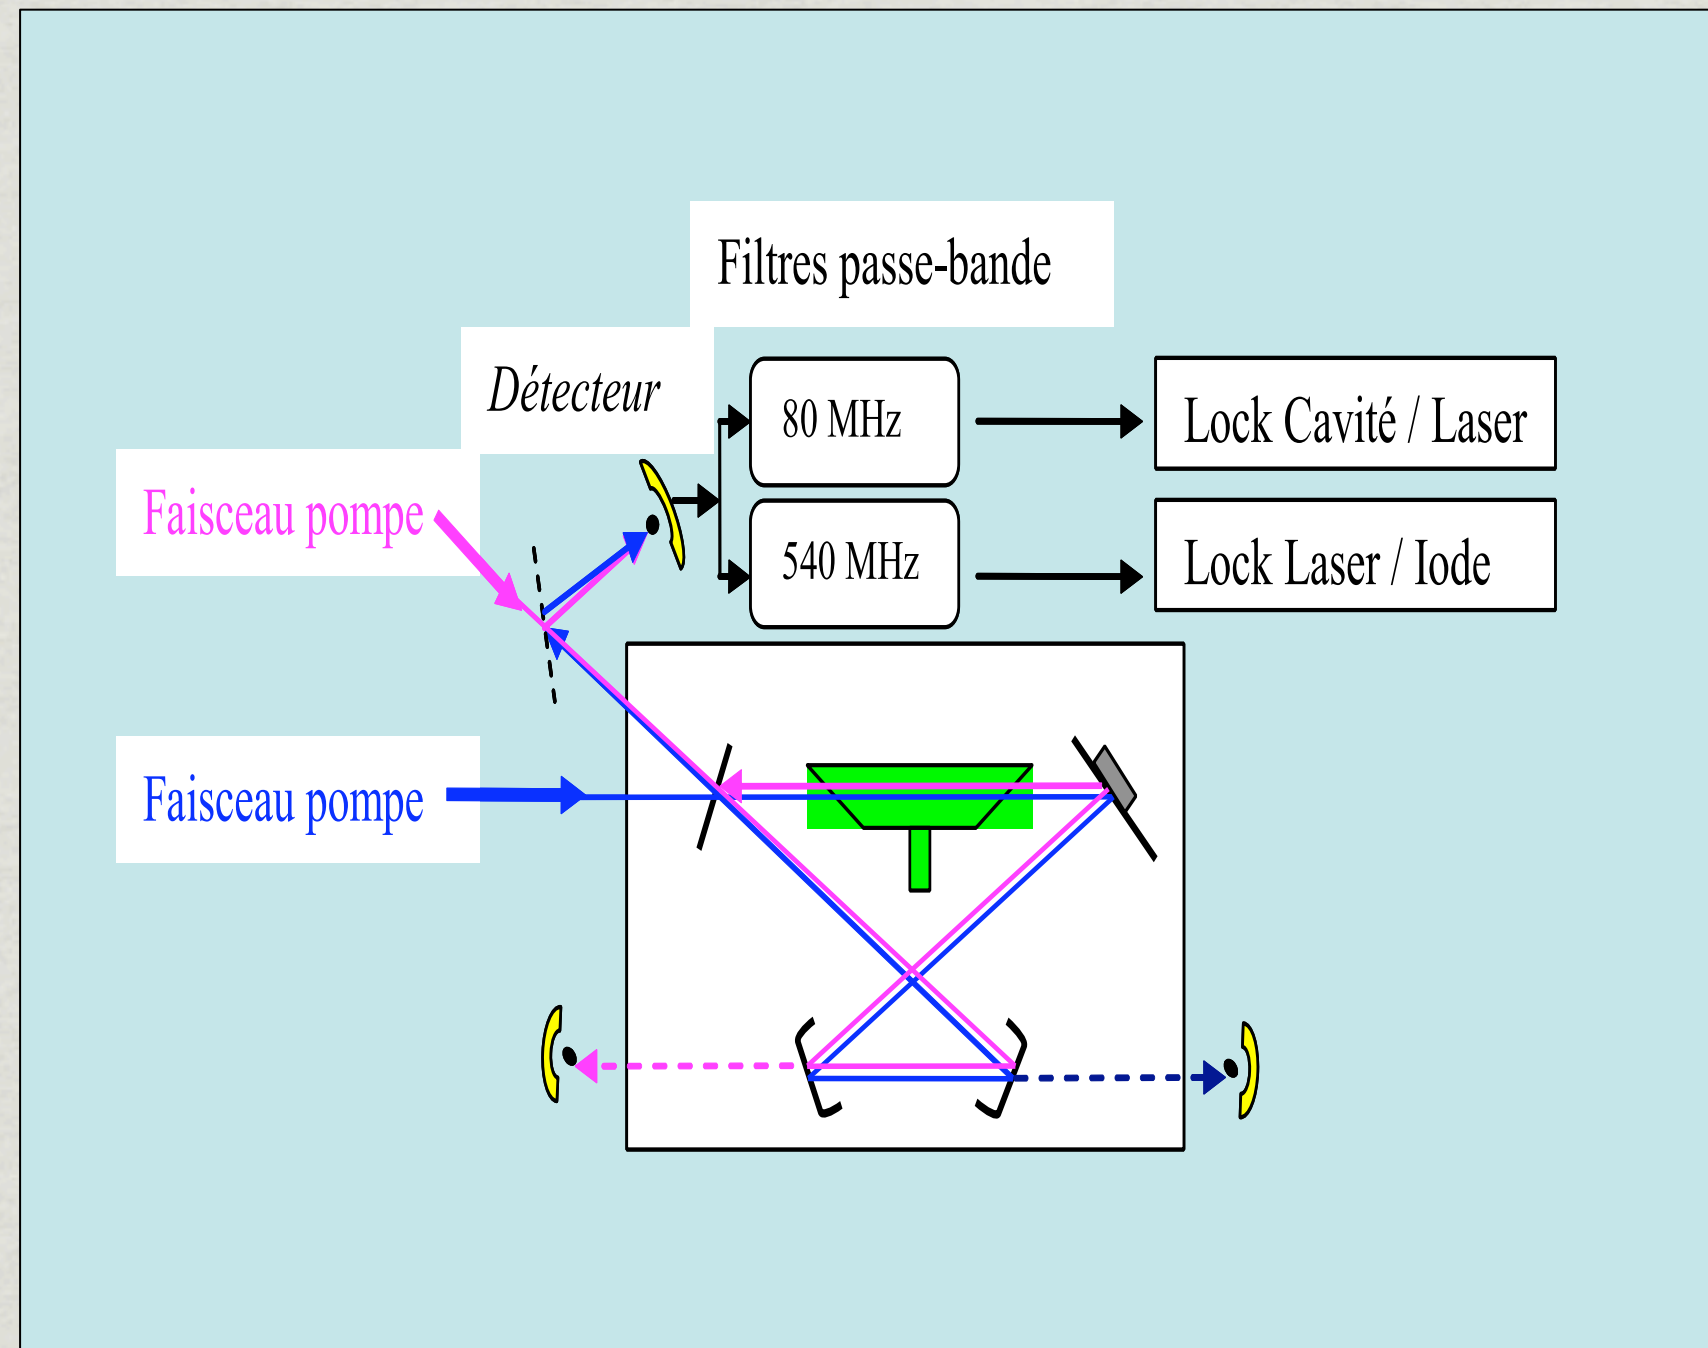 Filtres passe-bande
Détecteur
80 MHz
Lock Cavité / Laser
Faisceau pompe
540 MHz
Lock Laser / Iode
Faisceau pompe